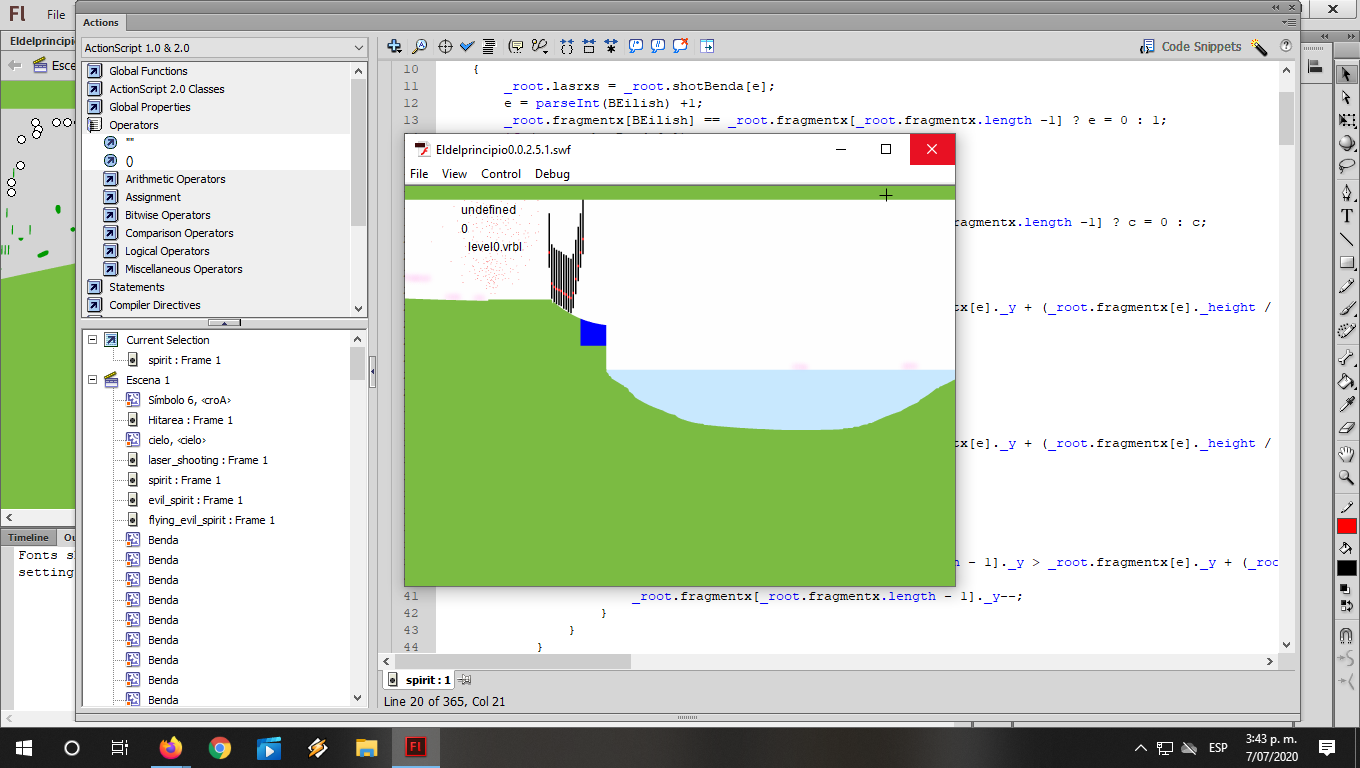 Fl File
Actions
Eldelprincipio
ActionScript 1.0 & 2.0
Code Snippets
Esce
Global Functions
ActionScript 2.0 Classes
Global Properties
Operators
""
()
Arithmetic Operators
Assignment
Bitwise Operators
Comparison Operators
Logical Operators
Miscellaneous Operators
Statements
Compiler Directives
Current Selection
spirit : Frame 1
Escena 1
Símbolo 6, <croA>
Hitarea : Frame 1
cielo, <cielo>
laser_shooting : Frame 1
spirit : Frame 1
evil_spirit : Frame 1
flying_evil_spirit : Frame 1
Benda
Benda
Benda
Benda
Benda
Benda
Benda
Benda
Benda
Timeline Ou
Fonts s
setting
10 {
11 _root.lasrxs = _root.shotBenda[e];
12 e = parseInt(BEilish) +1;
13 _root.fragmentx[BEilish] == _root.fragmentx[_root.fragmentx.length -1] ? e = 0 : 1;
Eldelprincipio0.0.2.5.1.swf
File View Control Debug
undefined
0
level0.vrbl
agmentx.length -1] ? c = 0 : c;
tx[e]._y + (_root.fragmentx[e]._height /
tx[e]._y + (_root.fragmentx[e]._height /
h - 1]._y > _root.fragmentx[e]._y + (_roo
41 _root.fragmentx[_root.fragmentx.length - 1]._y--;
42 }
43 }
44 }
spirit : 1
Line 20 of 365, Col 21
Fl
ESP
3:43 p. m.
7/07/2020